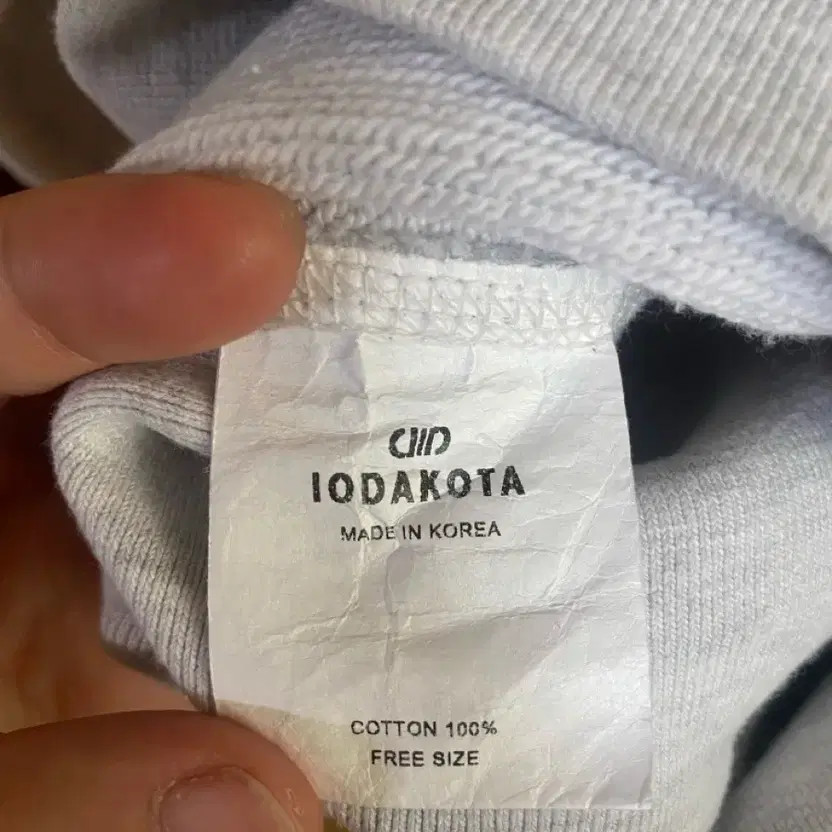 IODAKOTA
MADE IN KOREA
COTTON 100%
FREE SIZE